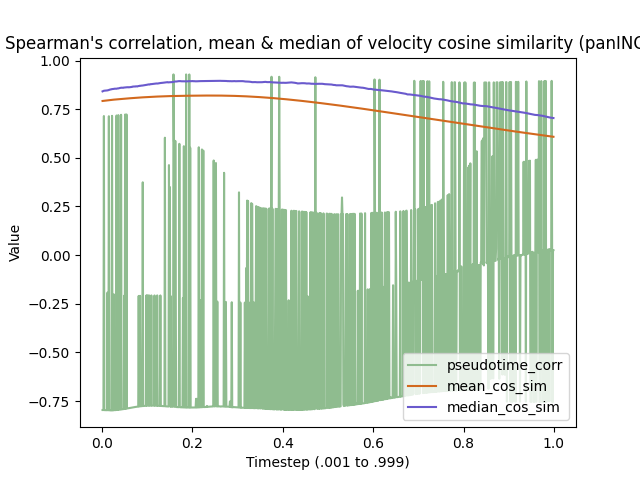 Spearman's correlation, mean & median of velocity cosine similarity (panINC
1.00
0.75
0.50
0.25
0.00
−0.25
−0.50
−0.75
Value
pseudotime_corr
mean_cos_sim
median_cos_sim
0.0 0.2 0.4 0.6 0.8 1.0
Timestep (.001 to .999)